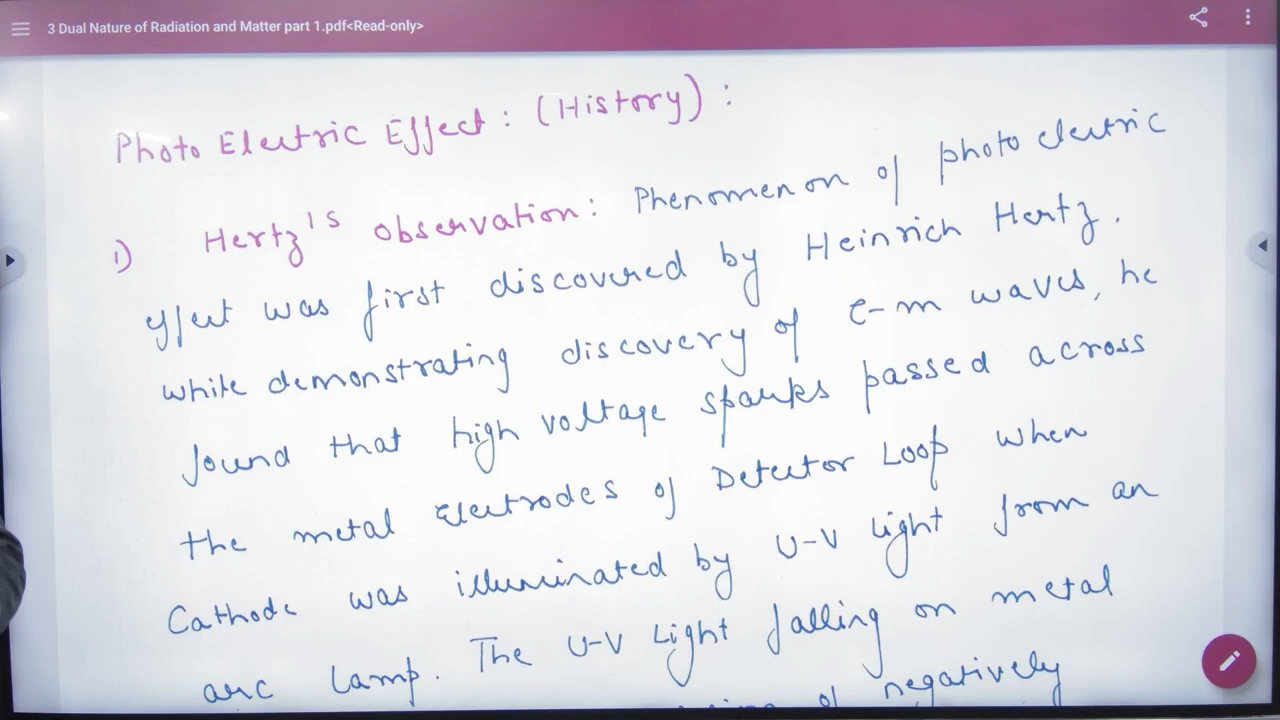 3 Dual Nature of Radiation and Matter part 1.pdf<Read-only>
Photo Electric Effect : (History) :
1) Hertz's observation : Phenomenon of photo electric
effect was first discovered by Heinrich Hertz.
while demonstrating discovery of e-m waves, he
found that high voltage sparks passed across
the metal Electrodes of Detector Loop when
Cathode was illuminated by U-V light from an
arc lamp. The U-V Light falling on metal
of negatively